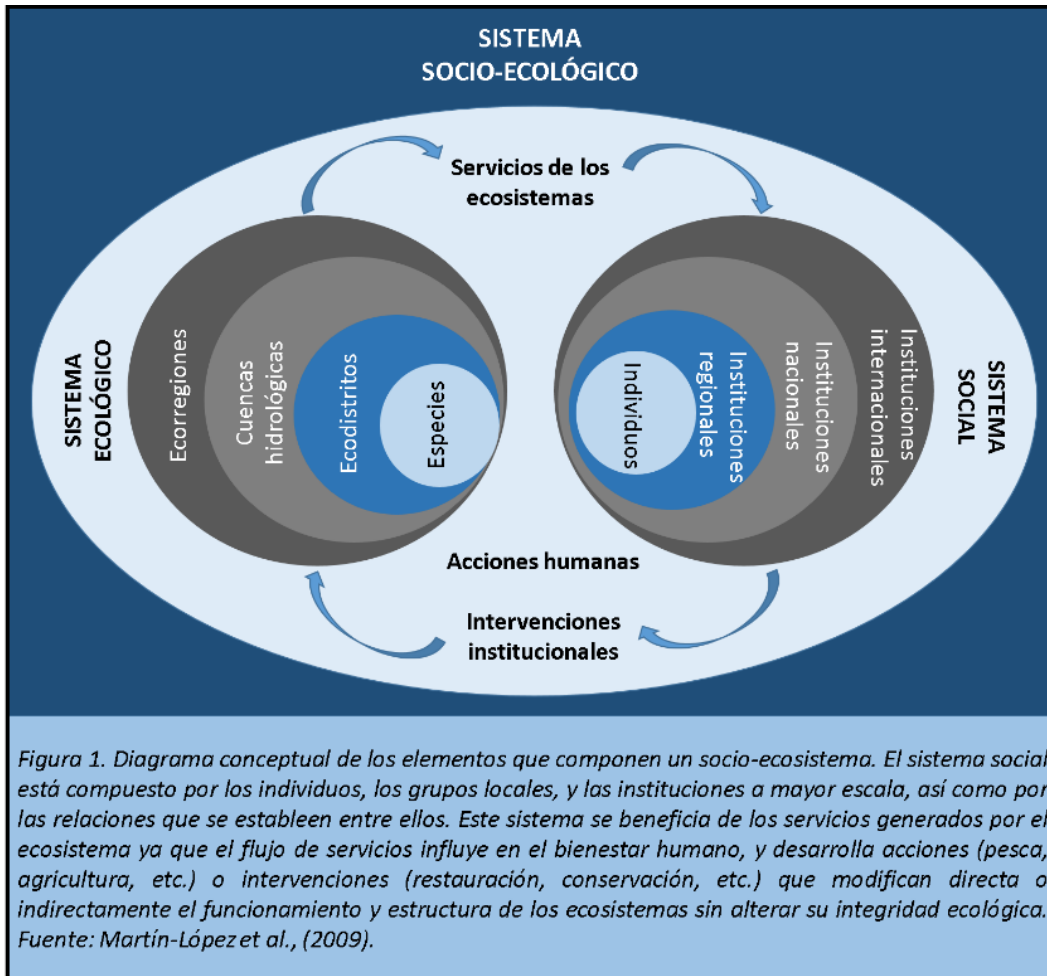 SISTEMA
SOCIO-ECOLÓGICO
Servicios de los
ecosistemas
SISTEMA
ECOLÓGICO
Ecorregiones
Cuencas
hidrológicas
Ecodistritos
Especies
Individuos
Instituciones
regionales
Instituciones
nacionales
Instituciones
internacionales
SISTEMA
SOCIAL
Acciones humanas
Intervenciones
institucionales
Figura 1. Diagrama conceptual de los elementos que componen un socio-ecosistema. El sistema social
está compuesto por los individuos, los grupos locales, y las instituciones a mayor escala, así como por
las relaciones que se estableen entre ellos. Este sistema se beneficia de los servicios generados por el
ecosistema ya que el flujo de servicios influye en el bienestar humano, y desarrolla acciones (pesca,
agricultura, etc.) o intervenciones (restauración, conservación, etc.) que modifican directa o
indirectamente el funcionamiento y estructura de los ecosistemas sin alterar su integridad ecológica.
Fuente: Martín-López et al., (2009).